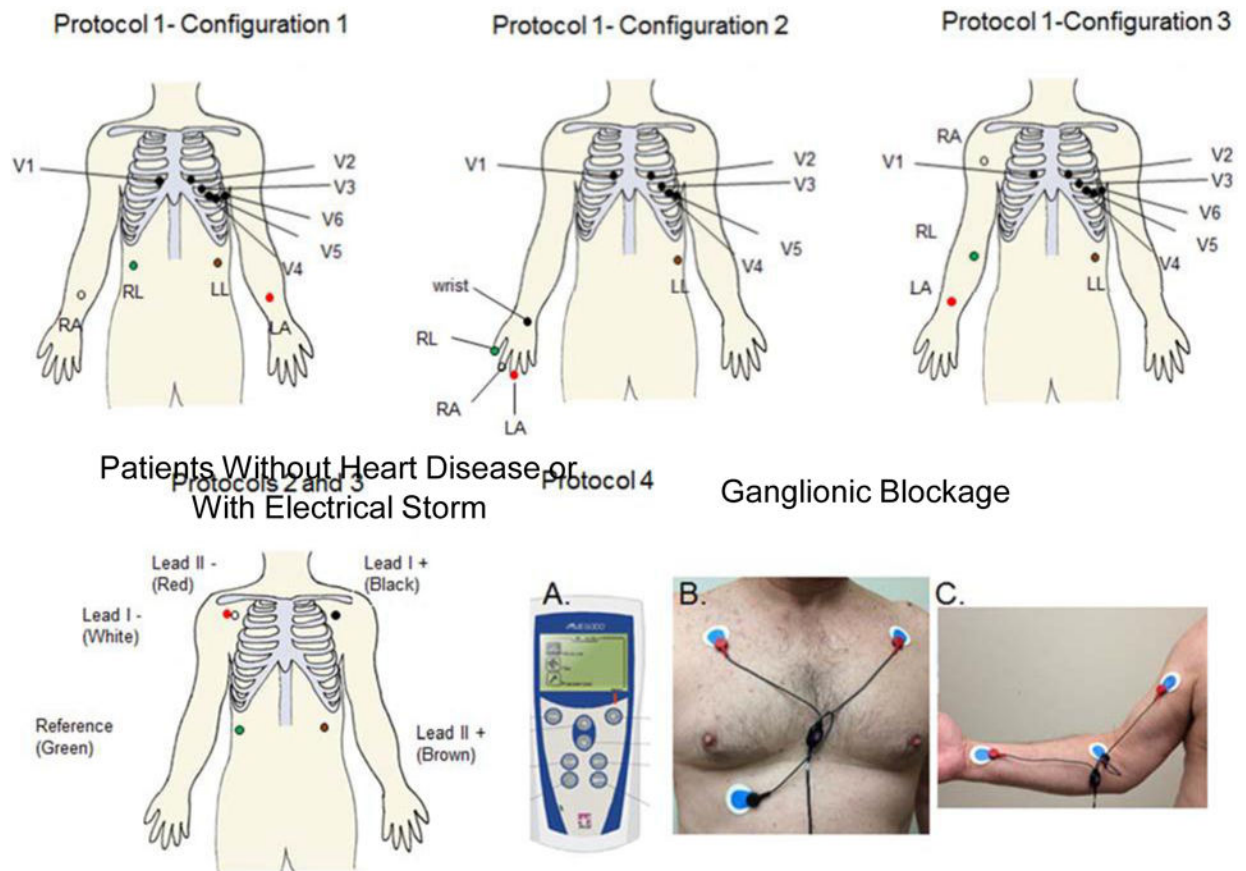 Protocol 1- Configuration 1
Protocol 1- Configuration 2
Protocol 1-Configuration 3
V1
V2
V3
V6
V5
V4
RL
LL
RA
LA
V1
V2
V3
V5
V4
wrist
LL
RL
RA
LA
RA
V1
V2
V3
V6
RL
V5
V4
LA
LL
Patients Without Heart Disease or
With Electrical Storm
Protocols 2 and 3
Protocol 4
Ganglionic Blockage
Lead II -
(Red)
Lead I +
(Black)
Lead I -
(White)
Reference
(Green)
Lead II +
(Brown)
A.
B.
C.